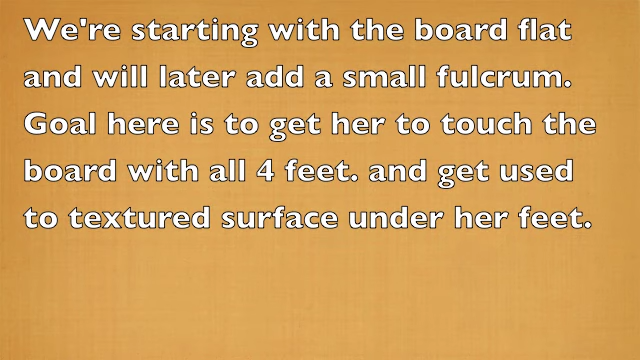 We're starting with the board flat
and will later add a small fulcrum.
Goal here is to get her to touch the
board with all 4 feet. and get used
to textured surface under her feet.